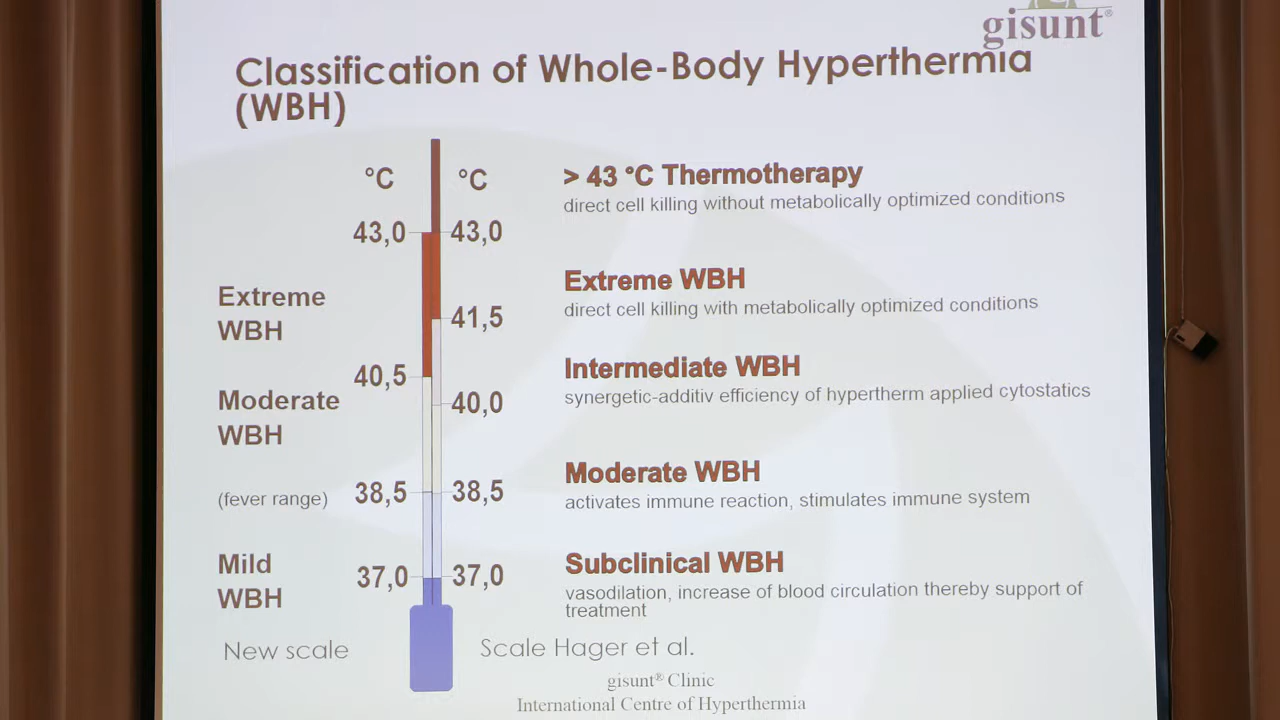 gisunt®
Classification of Whole-Body Hyperthermia
(WBH)
°C °C
> 43 °C Thermotherapy
direct cell killing without metabolically optimized conditions
43,0 43,0
Extreme
WBH
Extreme WBH
direct cell killing with metabolically optimized conditions
41,5
40,5
Intermediate WBH
synergetic-additiv efficiency of hypertherm applied cytostatics
Moderate
WBH
40,0
Moderate WBH
activates immune reaction, stimulates immune system
(fever range) 38,5 38,5
Mild
WBH
37,0 37,0
Subclinical WBH
vasodilation, increase of blood circulation thereby support of
treatment
New scale
Scale Hager et al.
gisunt® Clinic
International Centre of Hyperthermia